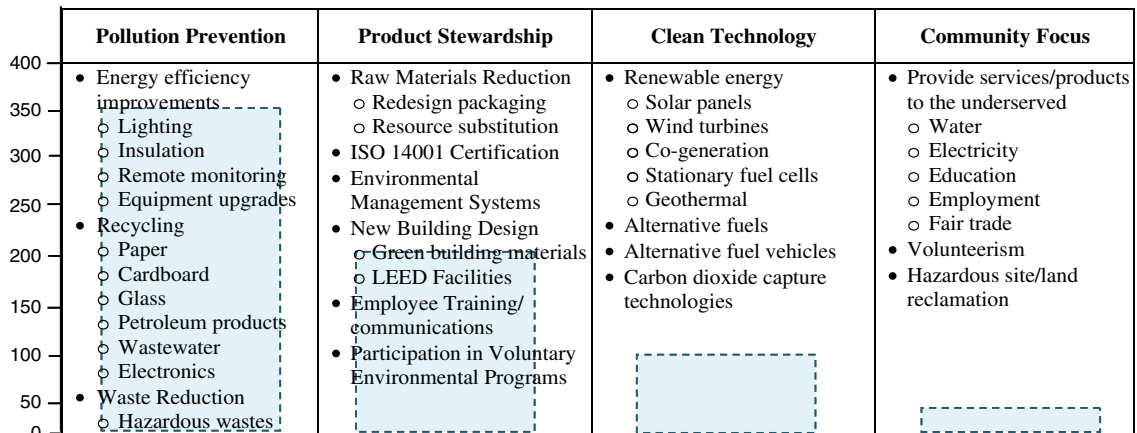 Pollution Prevention
Product Stewardship
Clean Technology
Community Focus
400
350
300
250
200
150
100
50
0
• Energy efficiency
improvements
○ Lighting
○ Insulation
○ Remote monitoring
○ Equipment upgrades
• Recycling
○ Paper
○ Cardboard
○ Glass
○ Petroleum products
○ Wastewater
○ Electronics
• Waste Reduction
○ Hazardous wastes
• Raw Materials Reduction
○ Redesign packaging
○ Resource substitution
• ISO 14001 Certification
• Environmental
Management Systems
• New Building Design
○ Green building materials
○ LEED Facilities
• Employee Training/
communications
• Participation in Voluntary
Environmental Programs
• Renewable energy
○ Solar panels
○ Wind turbines
○ Co-generation
○ Stationary fuel cells
○ Geothermal
• Alternative fuels
• Alternative fuel vehicles
• Carbon dioxide capture
technologies
• Provide services/products
to the underserved
○ Water
○ Electricity
○ Education
○ Employment
○ Fair trade
• Volunteerism
• Hazardous site/land
reclamation